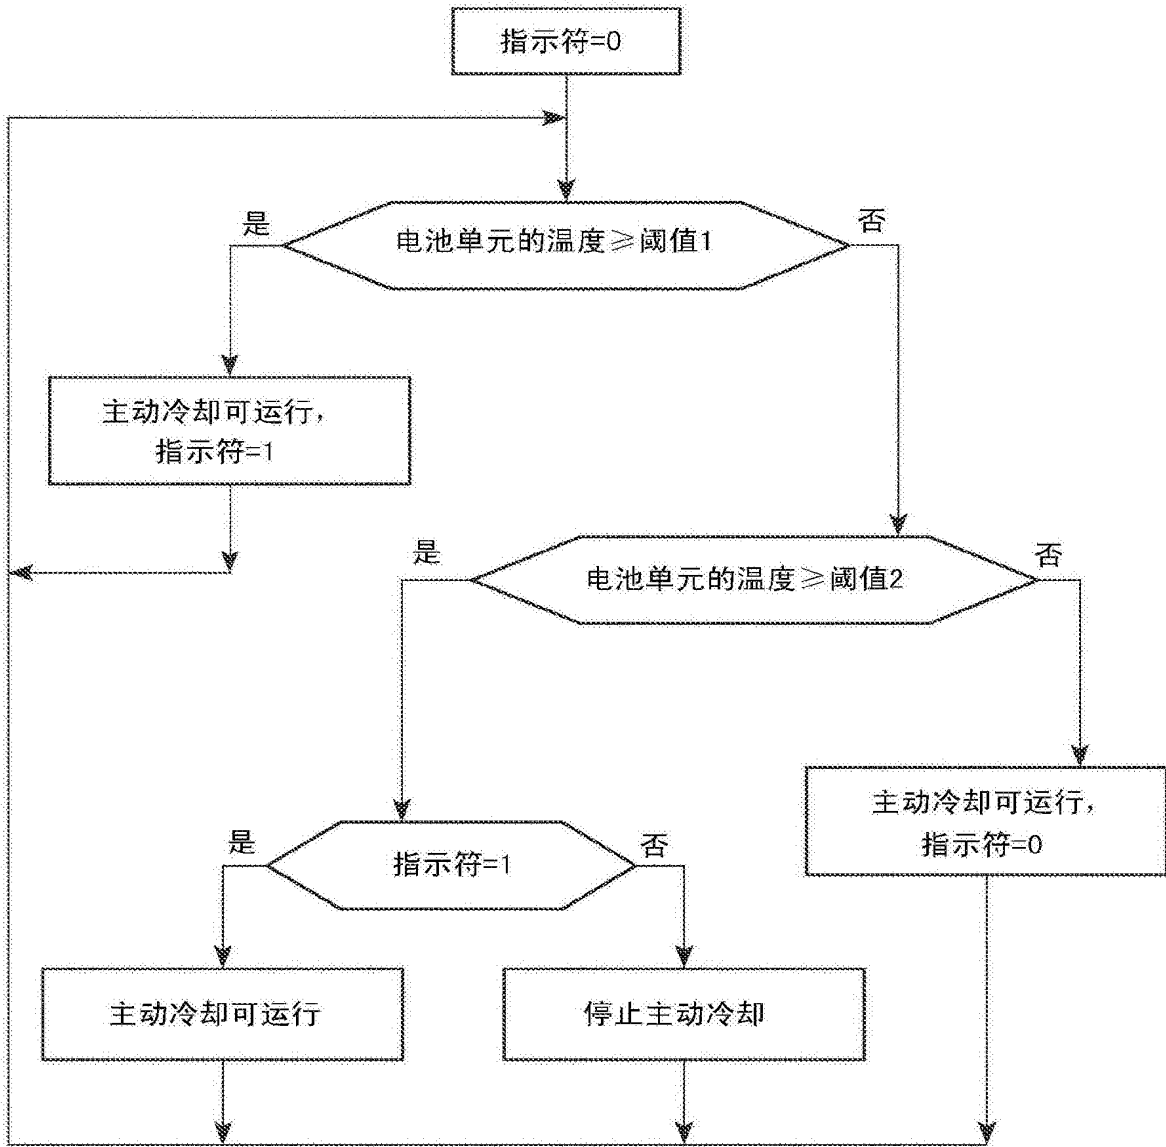 指示符=0
是
电池单元的温度≥阈值1
否
主动冷却可运行,
指示符=1
是
电池单元的温度≥阈值2
否
主动冷却可运行,
指示符=0
是
指示符=1
否
主动冷却可运行
停止主动冷却